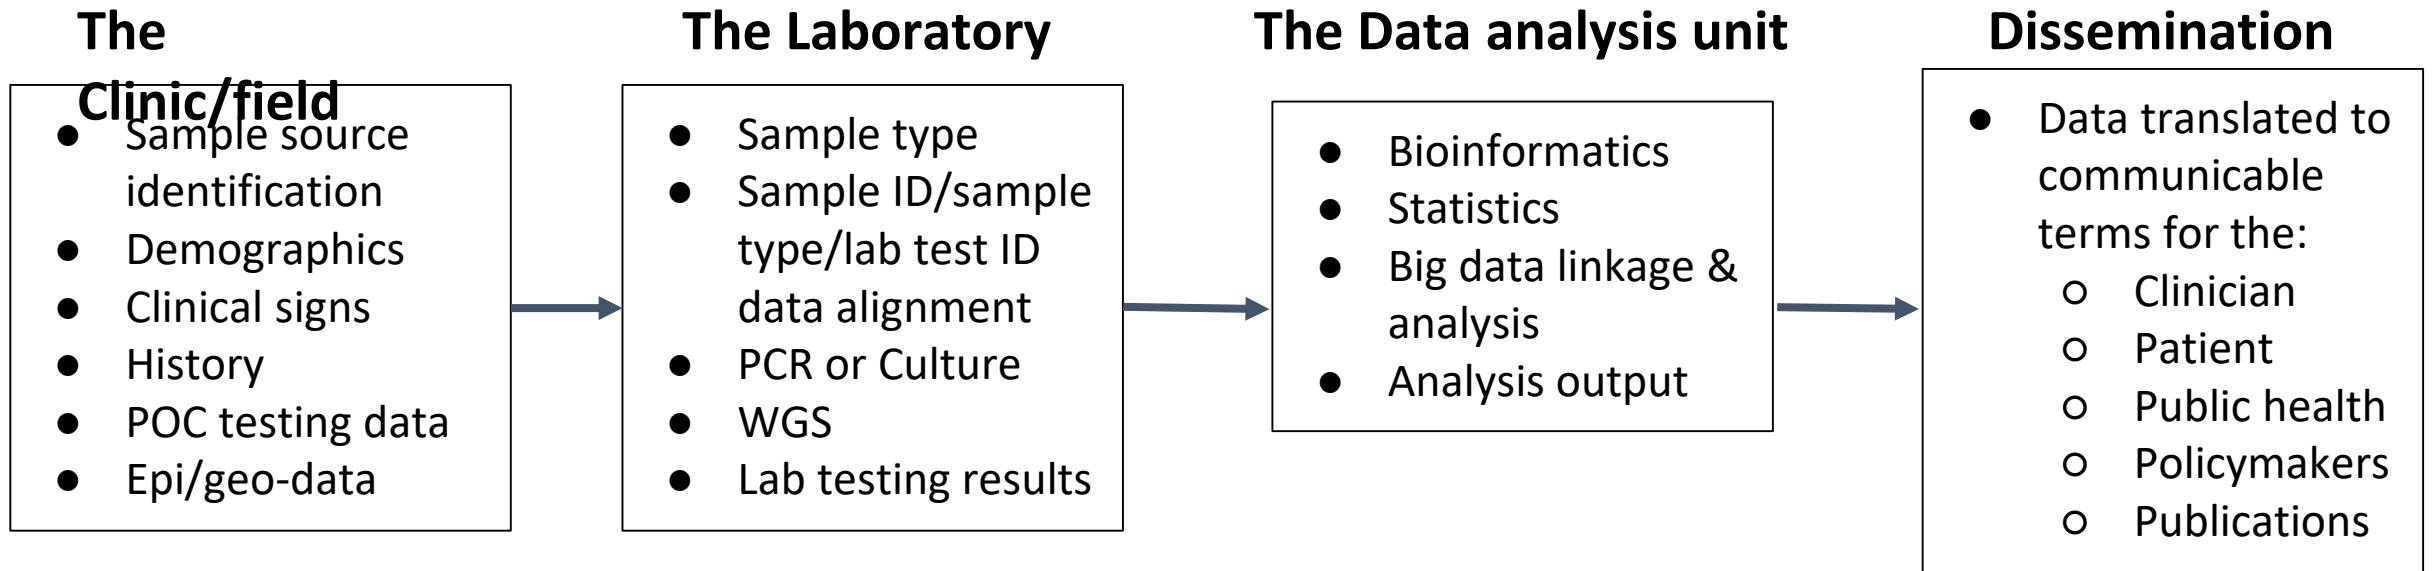 The
Clinic/field
● Sample source
identification
● Demographics
● Clinical signs
● History
● POC testing data
● Epi/geo-data
The Laboratory
● Sample type
● Sample ID/sample
type/lab test ID
data alignment
● PCR or Culture
● WGS
● Lab testing results
The Data analysis unit
● Bioinformatics
● Statistics
● Big data linkage &
analysis
● Analysis output
Dissemination
● Data translated to
communicable
terms for the:
○ Clinician
○ Patient
○ Public health
○ Policymakers
○ Publications